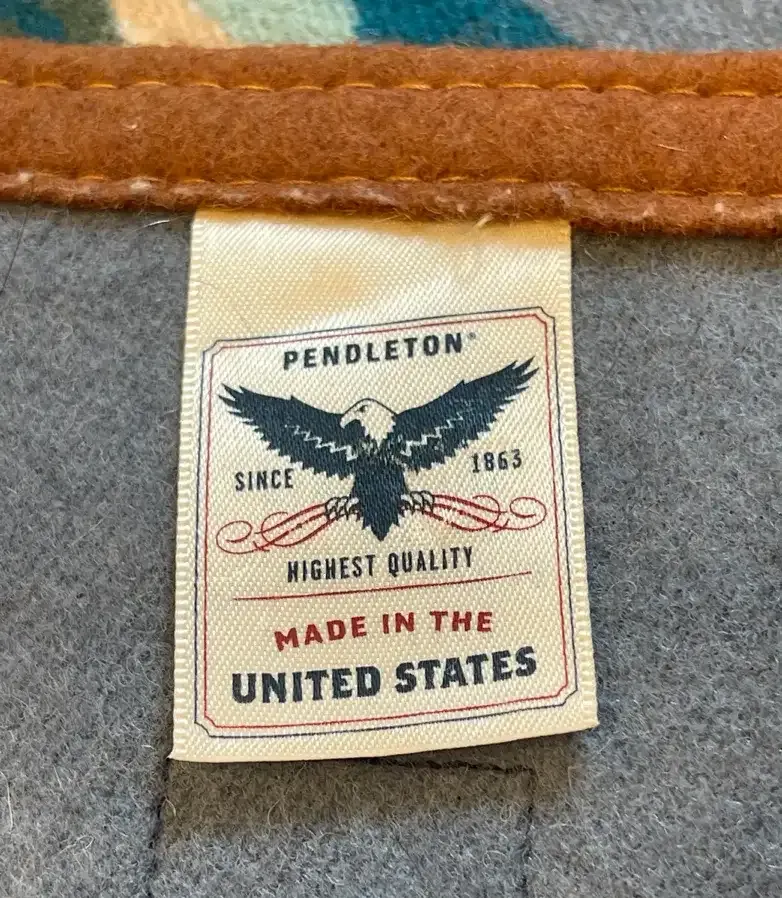 PENDLETON®
SINCE 1863
HIGHEST QUALITY
MADE IN THE
UNITED STATES